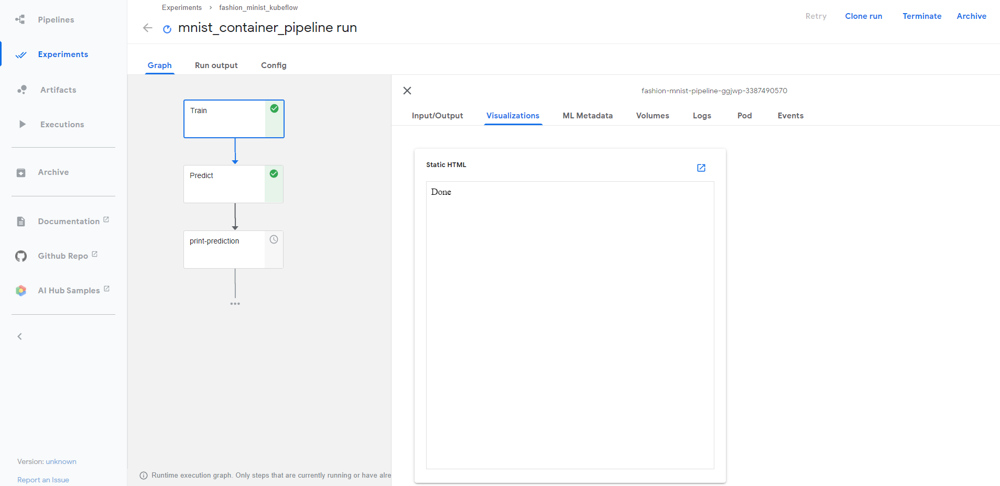 Pipelines
Experiments
Artifacts
Executions
Archive
Documentation
Github Repo
AI Hub Samples
Version: unknown
Report an Issue
Experiments > fashion_minist_kubeflow
mnist_container_pipeline run
Retry Clone run Terminate Archive
Graph Run output Config
Train
Predict
print-prediction
Runtime execution graph. Only steps that are currently running or have alre
fashion-mnist-pipeline-ggjwp-3387490570
Input/Output Visualizations ML Metadata Volumes Logs Pod Events
Static HTML
Done